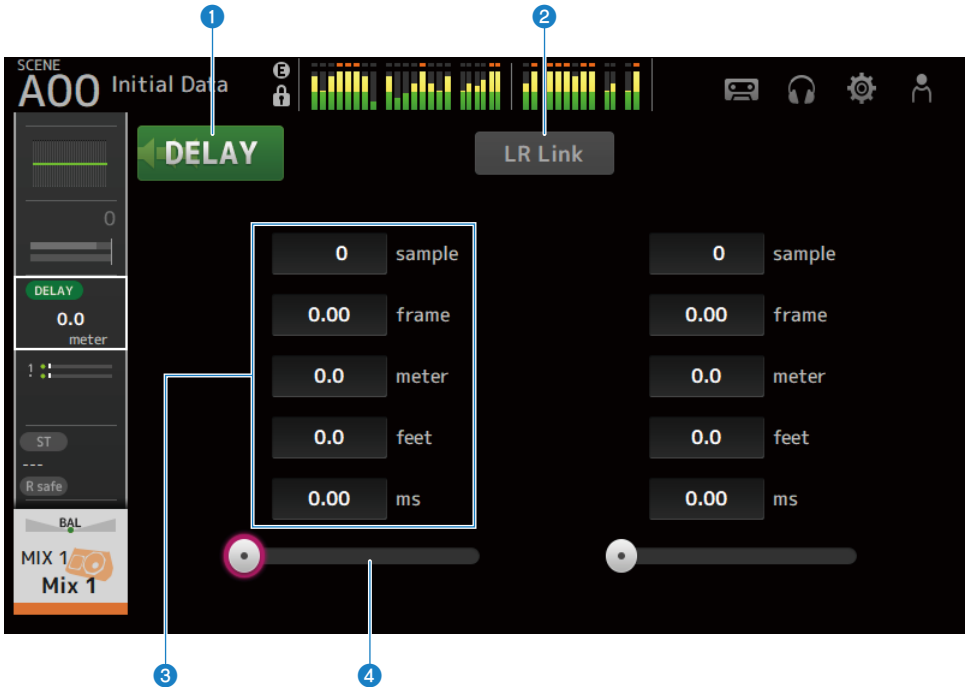 1 2
SCENE
A00 Initial Data E
DELAY LR Link
0
0 sample 0 sample
DELAY
0.0
meter
0.00 frame 0.00 frame
1
0.0 meter 0.0 meter
ST
---
R safe
0.0 feet 0.0 feet
0.00 ms 0.00 ms
BAL
MIX 1
Mix 1
3 4